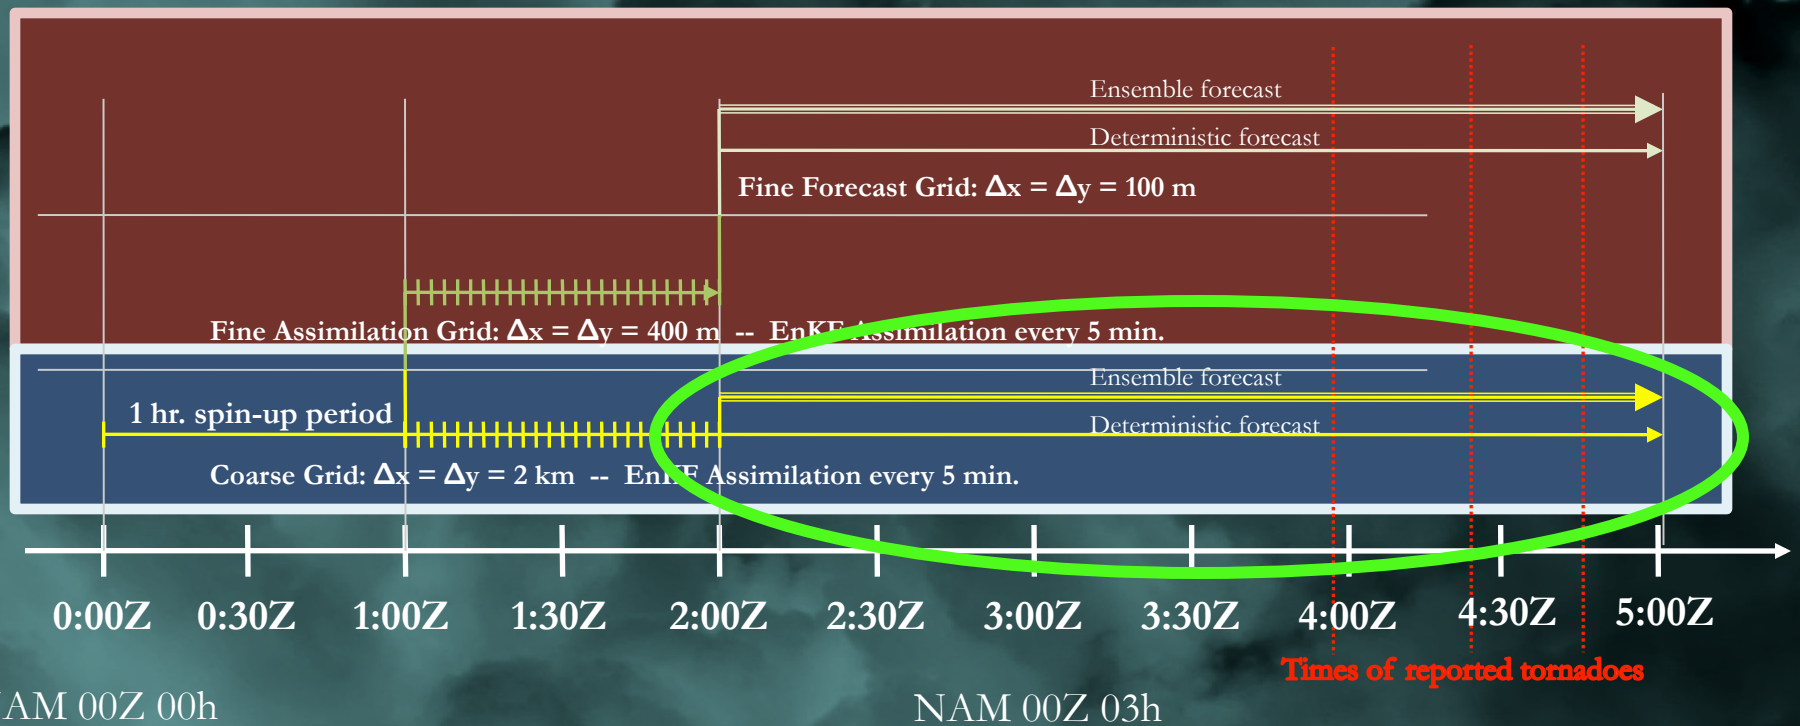 Ensemble forecast
Deterministic forecast
Fine Forecast Grid: Δx = Δy = 100 m
Fine Assimilation Grid: Δx = Δy = 400 m -- EnKF Assimilation every 5 min.
Ensemble forecast
1 hr. spin-up period
Deterministic forecast
Coarse Grid: Δx = Δy = 2 km -- EnKF Assimilation every 5 min.
0:00Z 0:30Z 1:00Z 1:30Z 2:00Z 2:30Z 3:00Z 3:30Z 4:00Z 4:30Z 5:00Z
Times of reported tornadoes
AM 00Z 00h
NAM 00Z 03h